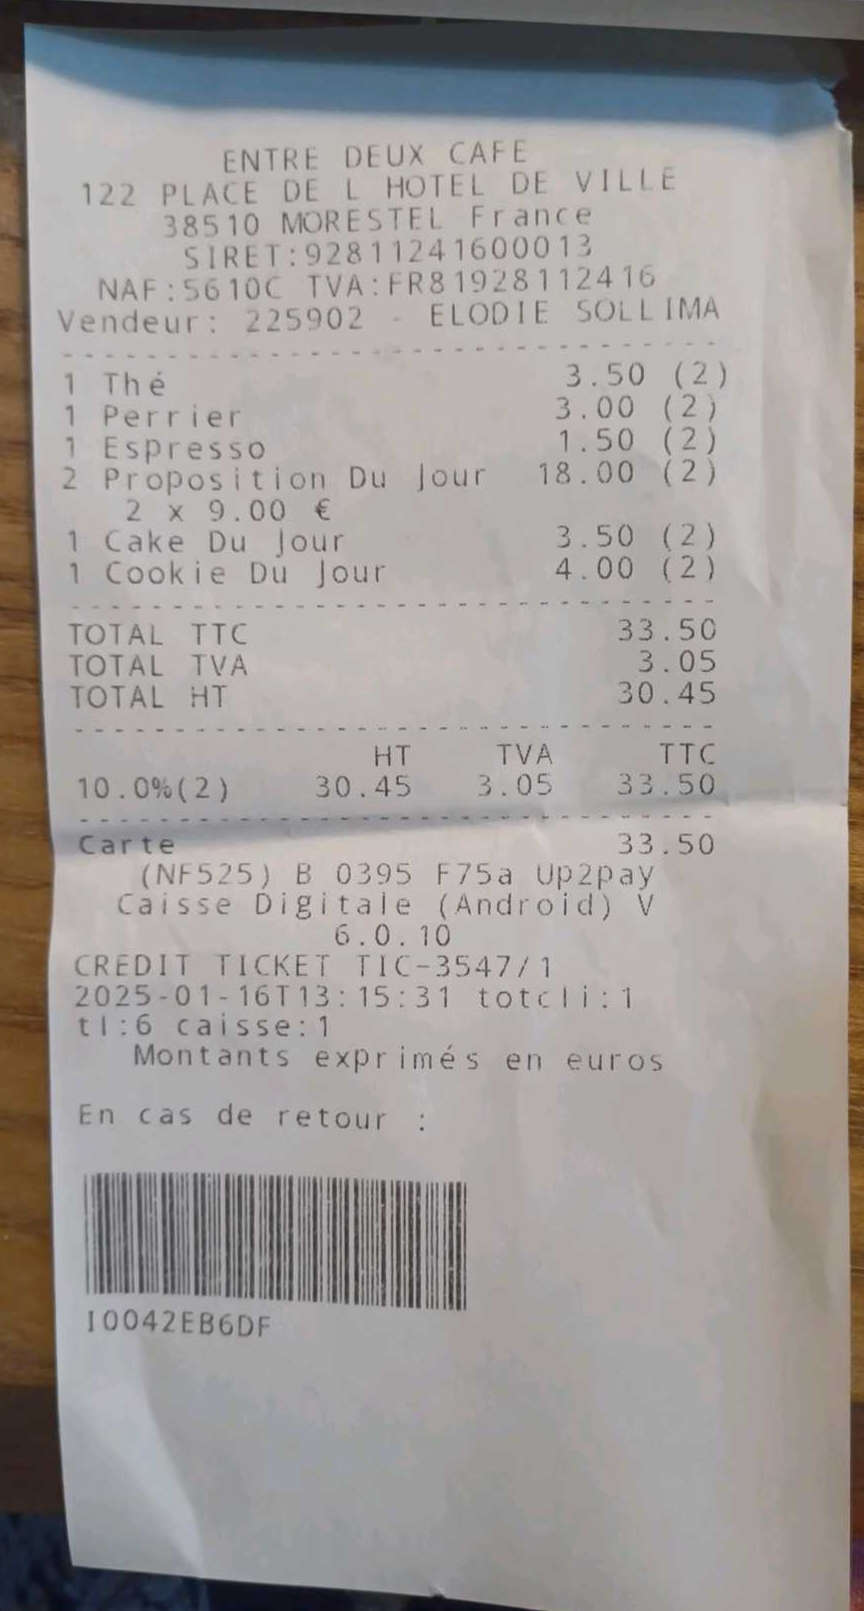 ENTRE DEUX CAFE
122 PLACE DE L HOTEL DE VILLE
38510 MORESTEL France
SIRET:92811241600013
NAF:5610C TVA:FR81928112416
Vendeur: 225902 - ELODIE SOLLIMA
1 Thé 3.50 (2)
1 Perrier 3.00 (2)
1 Espresso 1.50 (2)
2 Proposition Du Jour 18.00 (2)
2 x 9.00 €
1 Cake Du Jour 3.50 (2)
1 Cookie Du Jour 4.00 (2)
TOTAL TTC 33.50
TOTAL TVA 3.05
TOTAL HT 30.45
HT TVA TTC
10.0%(2) 30.45 3.05 33.50
Carte 33.50
(NF525) B 0395 F75a Up2pay
Caisse Digitale (Android) V
6.0.10
CREDIT TICKET TIC-3547/1
2025-01-16T13:15:31 totcli:1
tl:6 caisse:1
Montants exprimés en euros
En cas de retour :
I0042EB6DF